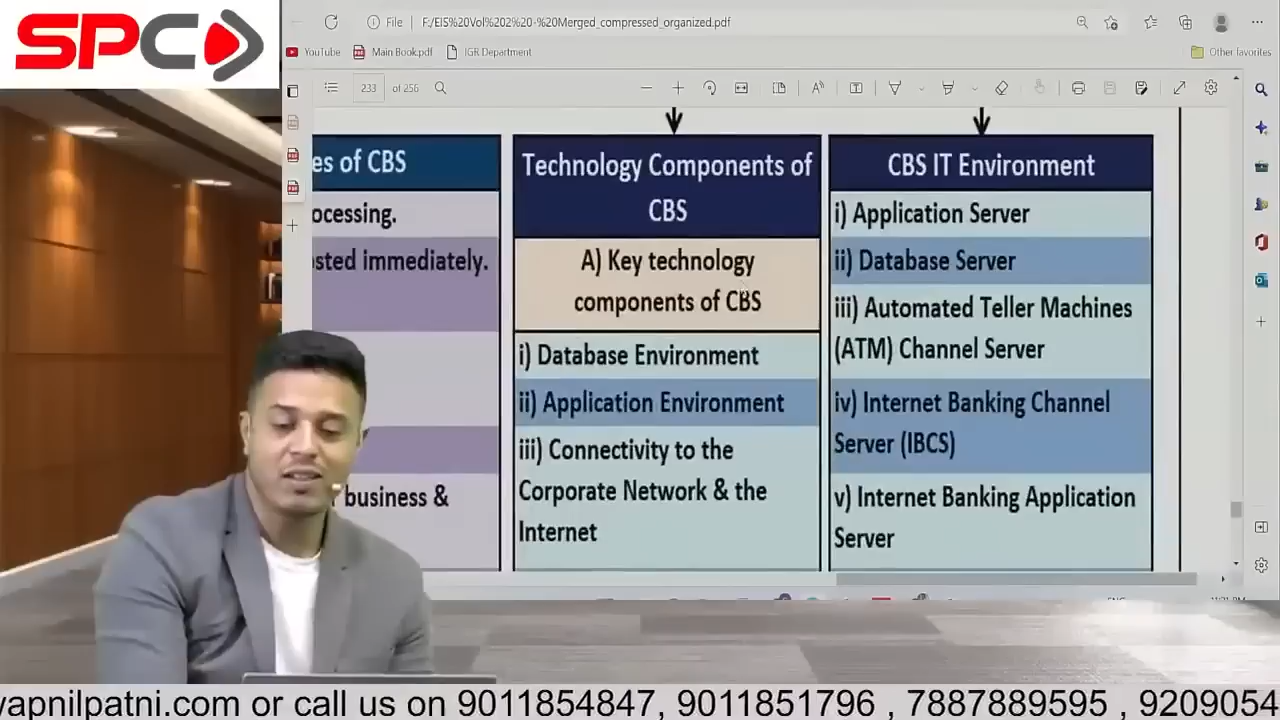 SPC
File
F:/EIS%20Vol%202%20-%20Merged_compressed_organized.pdf
YouTube
Main Book.pdf
IGR Department
Other favorites
233
of 256
es of CBS
ocessing.
sted immediately.
business &
Technology Components of
CBS
A) Key technology
components of CBS
i) Database Environment
ii) Application Environment
iii) Connectivity to the
Corporate Network & the
Internet
CBS IT Environment
i) Application Server
ii) Database Server
iii) Automated Teller Machines
(ATM) Channel Server
iv) Internet Banking Channel
Server (IBCS)
v) Internet Banking Application
Server
yapnilpatni.com or call us on 9011854847, 9011851796 , 7887889595 , 9209054